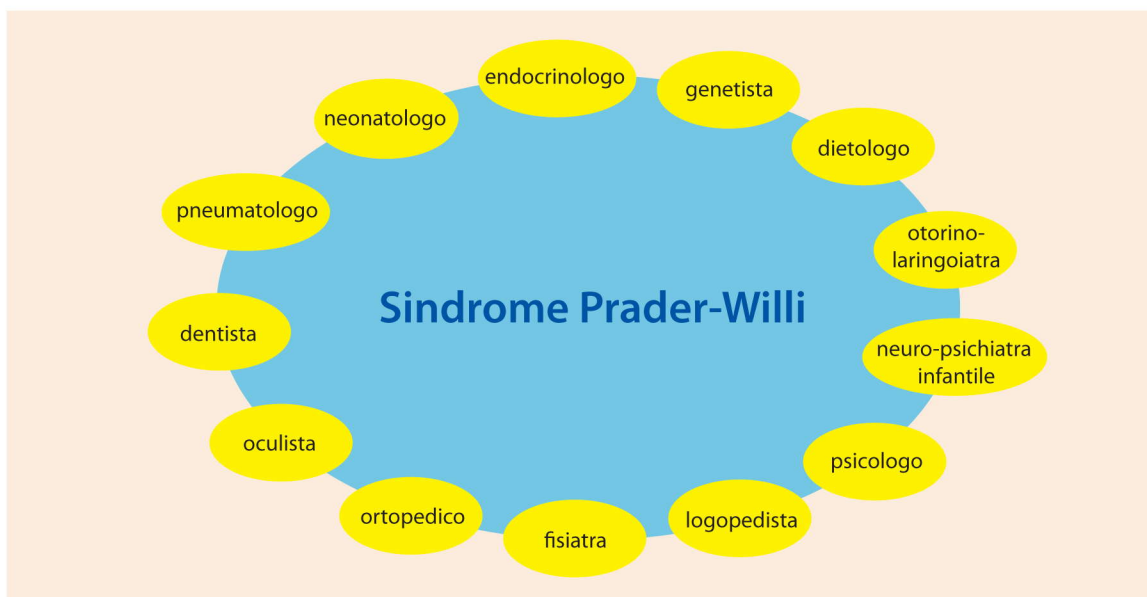 endocrinologo
genetista
neonatologo
dietologo
pneumatologo
otorino-
laringoiatra
Sindrome Prader-Willi
dentista
neuro-psichiatra
infantile
oculista
psicologo
ortopedico
logopedista
fisiatra